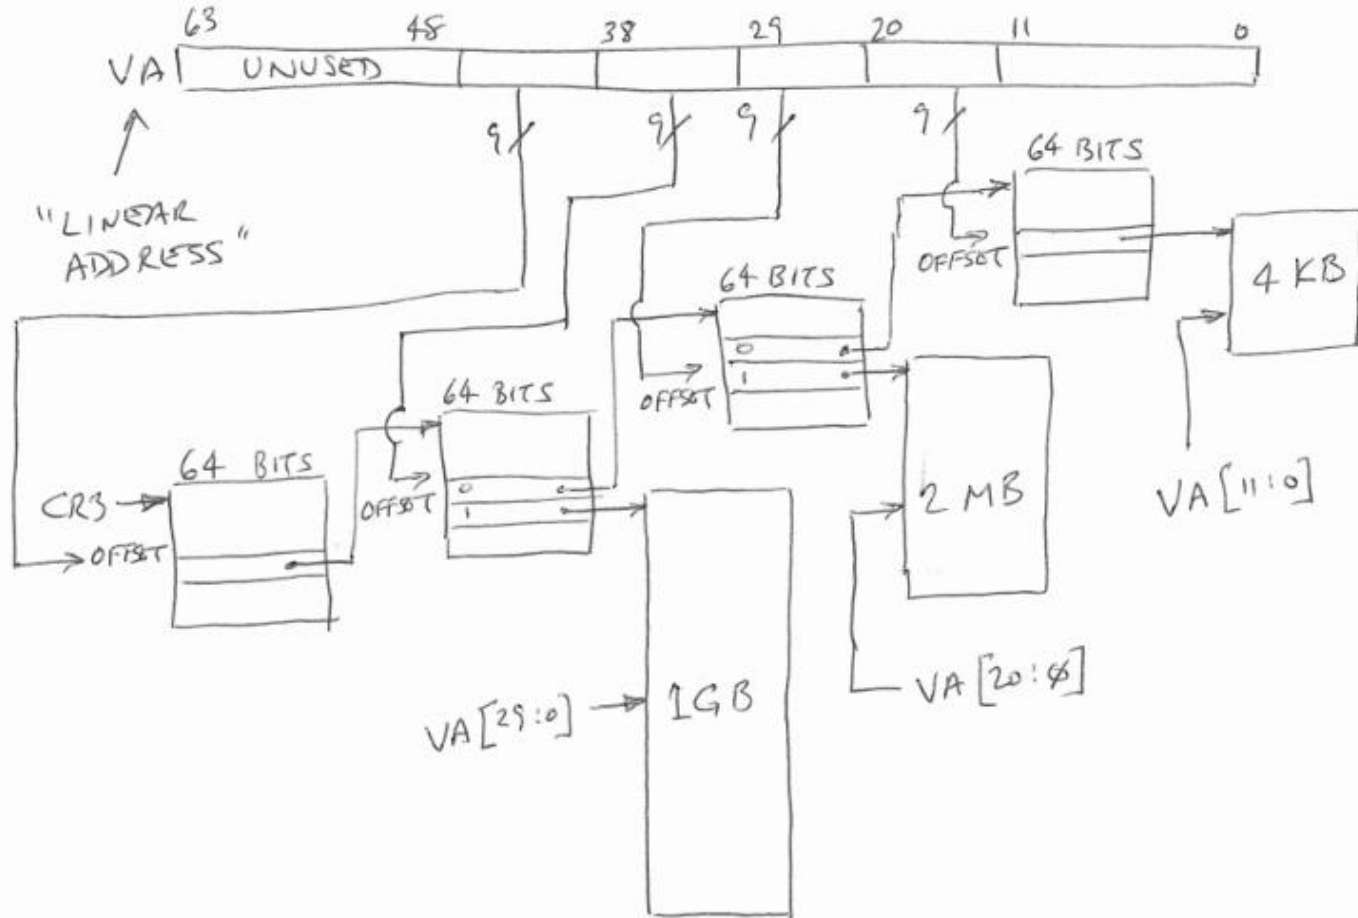 63 48 38 29 20 11 0
VA UNUSED
9 9 9 9
64 BITS
"LINEAR
ADDRESS"
OFFSET
4 KB
64 BITS
0
1
OFFSET
64 BITS
2 MB
VA[11:0]
0
1
OFFSET
64 BITS
CR3
OFFSET
1GB
VA[20:0]
VA[29:0]